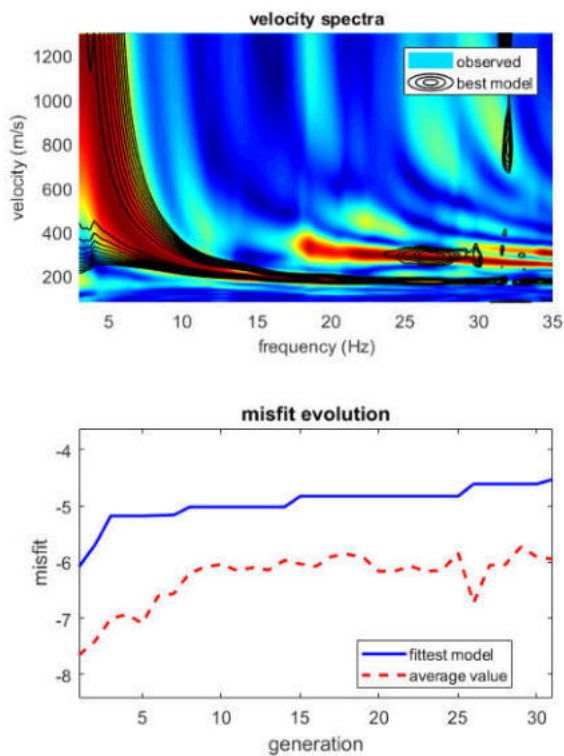 velocity spectra
1200
1000
800
600
400
200
velocity (m/s)
observed
best model
5 10 15 20 25 30 35
frequency (Hz)
misfit evolution
-4
-5
-6
-7
-8
misfit
fittest model
average value
5 10 15 20 25 30
generation